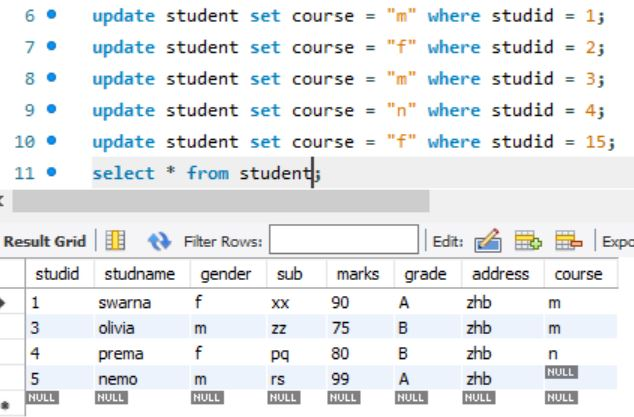 6 update student set course = "m" where studid = 1;
7 update student set course = "f" where studid = 2;
8 update student set course = "m" where studid = 3;
9 update student set course = "n" where studid = 4;
10 update student set course = "f" where studid = 15;
11 select * from student;
Result Grid Filter Rows: Edit: Expo
studid studname gender sub marks grade address course
1 swarna f xx 90 A zhb m
3 olivia m zz 75 B zhb m
4 prema f pq 80 B zhb n
5 nemo m rs 99 A zhb NULL
NULL NULL NULL NULL NULL NULL NULL NULL